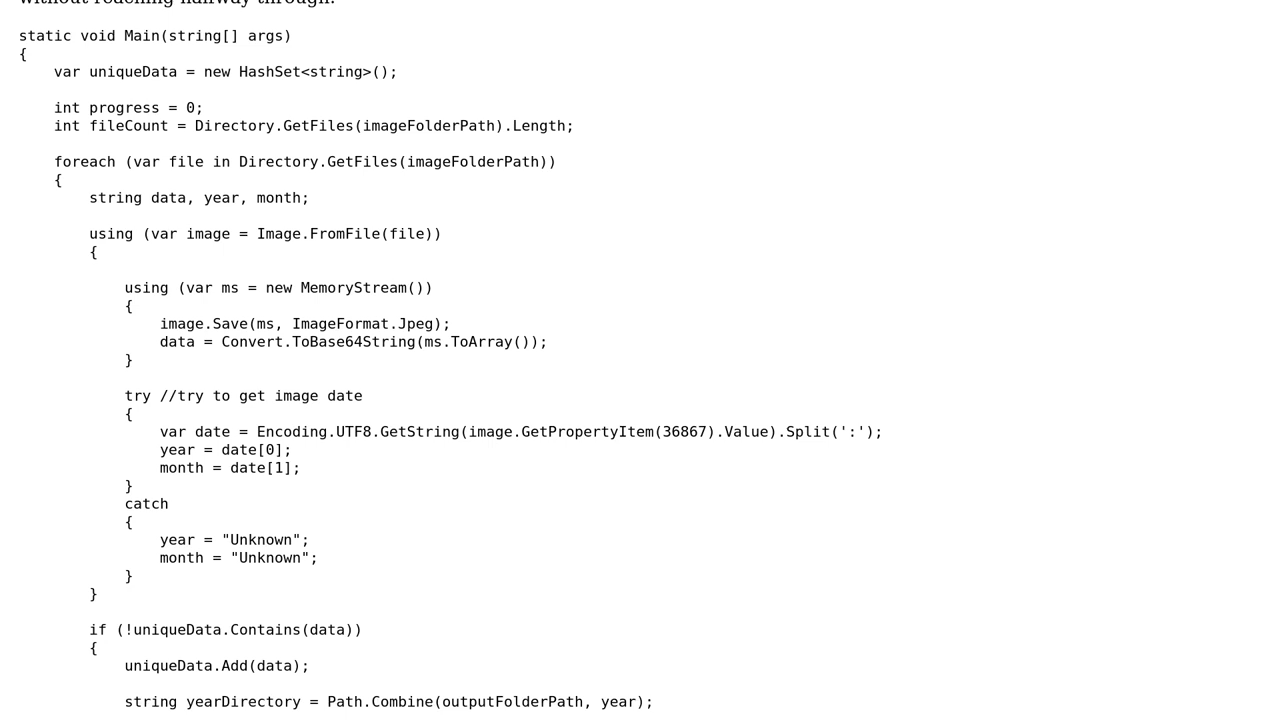 without reaching halfway through.
static void Main(string[] args)
{
    var uniqueData = new HashSet<string>();
    int progress = 0;
    int fileCount = Directory.GetFiles(imageFolderPath).Length;
    foreach (var file in Directory.GetFiles(imageFolderPath))
    {
        string data, year, month;
        using (var image = Image.FromFile(file))
        {
            using (var ms = new MemoryStream())
            {
                image.Save(ms, ImageFormat.Jpeg);
                data = Convert.ToBase64String(ms.ToArray());
            }
            try //try to get image date
            {
                var date = Encoding.UTF8.GetString(image.GetPropertyItem(36867).Value).Split(':');
                year = date[0];
                month = date[1];
            }
            catch
            {
                year = "Unknown";
                month = "Unknown";
            }
        }
        if (!uniqueData.Contains(data))
        {
            uniqueData.Add(data);
            string yearDirectory = Path.Combine(outputFolderPath, year);